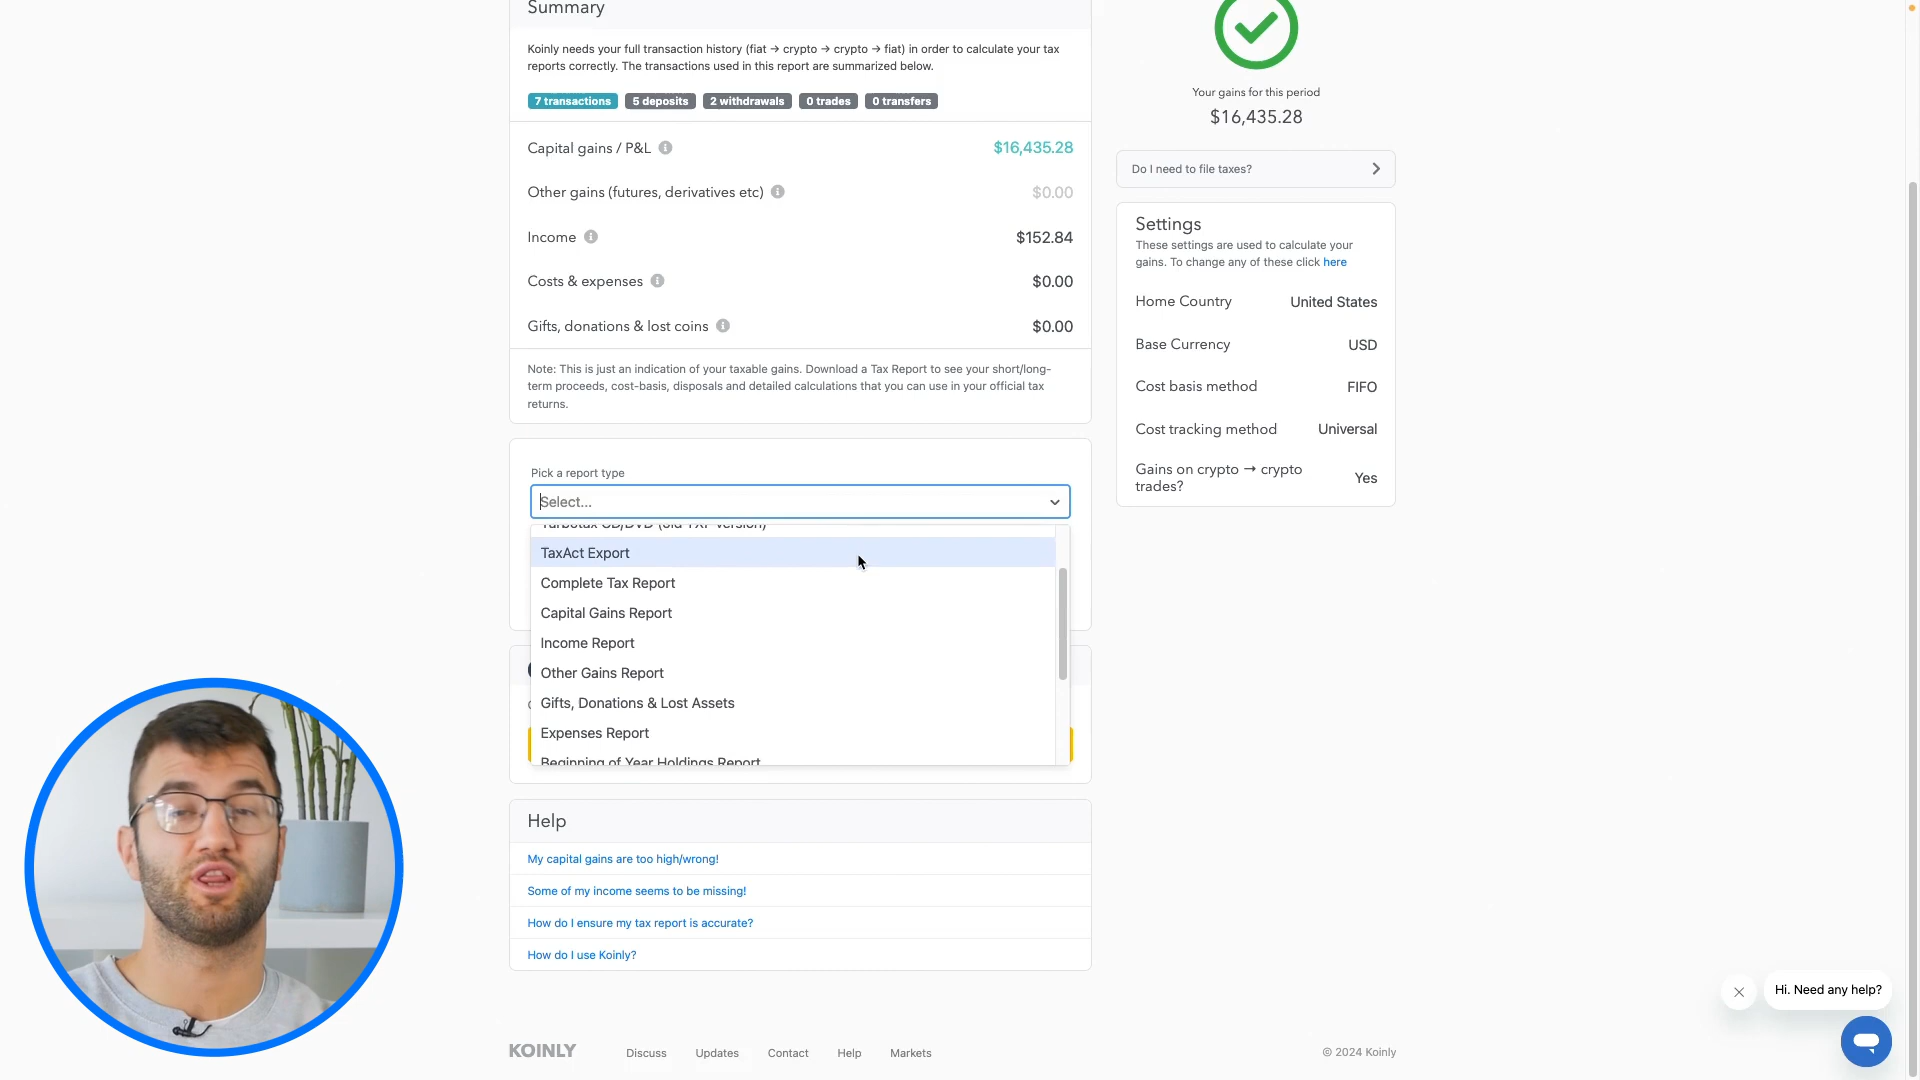 Summary
Koinly needs your full transaction history (fiat → crypto → crypto → fiat) in order to calculate your tax
reports correctly. The transactions used in this report are summarized below.
7 transactions 5 deposits 2 withdrawals 0 trades 0 transfers
Capital gains / P&L $16,435.28
Other gains (futures, derivatives etc) $0.00
Income $152.84
Costs & expenses $0.00
Gifts, donations & lost coins $0.00
Note: This is just an indication of your taxable gains. Download a Tax Report to see your short/long-
term proceeds, cost-basis, disposals and detailed calculations that you can use in your official tax
returns.
Pick a report type
Select...
Turbotax CD/DVD (old TXF version)
TaxAct Export
Complete Tax Report
Capital Gains Report
Income Report
Other Gains Report
Gifts, Donations & Lost Assets
Expenses Report
Beginning of Year Holdings Report
Help
My capital gains are too high/wrong!
Some of my income seems to be missing!
How do I ensure my tax report is accurate?
How do I use Koinly?
Your gains for this period
$16,435.28
Do I need to file taxes?
Settings
These settings are used to calculate your
gains. To change any of these click here
Home Country United States
Base Currency USD
Cost basis method FIFO
Cost tracking method Universal
Gains on crypto → crypto
trades? Yes
Hi. Need any help?
KOINLY Discuss Updates Contact Help Markets © 2024 Koinly